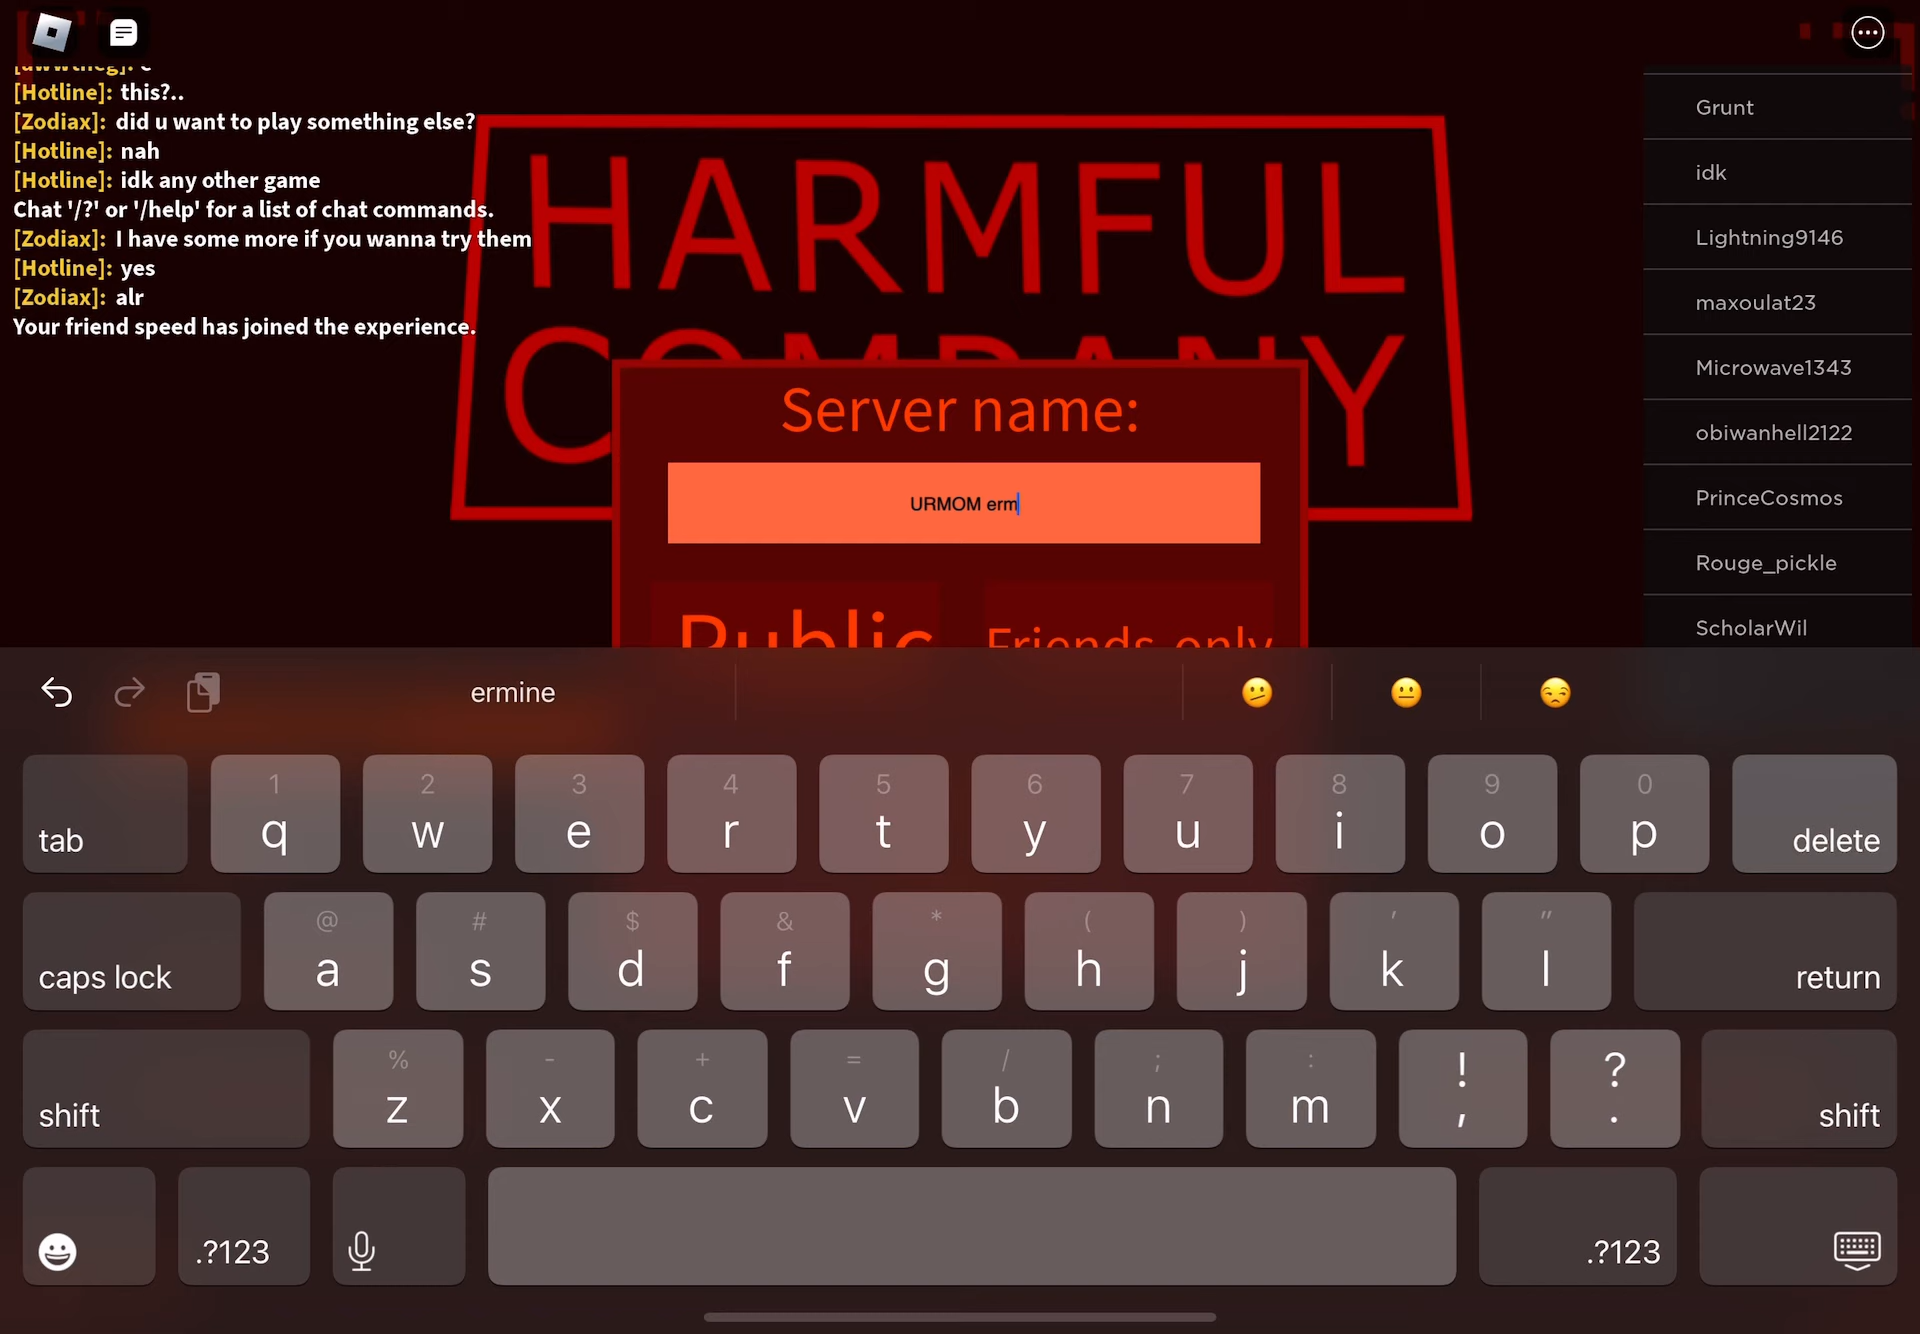 [Hotline]: this?..
[Zodiax]: did u want to play something else?
[Hotline]: nah
[Hotline]: idk any other game
Chat '/?' or '/help' for a list of chat commands.
[Zodiax]: I have some more if you wanna try them
[Hotline]: yes
[Zodiax]: alr
Your friend speed has joined the experience.
HARMFUL
COMPANY
Server name:
URMOM erm
Public
Friends only
Grunt
idk
Lightning9146
maxoulat23
Microwave1343
obiwanhell2122
PrinceCosmos
Rouge_pickle
ScholarWil
ermine
tab 1 q 2 w 3 e 4 r 5 t 6 y 7 u 8 i 9 o 0 p delete
caps lock @ a # s $ d & f * g ( h ) j ' k " l return
shift % z - x + c = v / b ; n : m ! , ? . shift
.?123 .?123